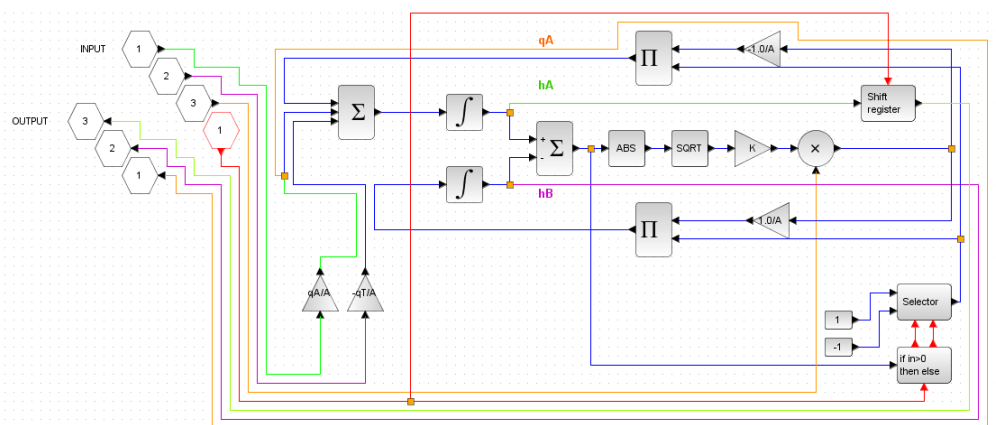 INPUT
1
2
3
1
OUTPUT
3
2
1
qA
hA
hB
Σ
∫
∫
+
-
Σ
ABS
SQRT
K
×
Π
-1.0/A
Shift
register
Π
1.0/A
qA/A
-qT/A
1
-1
Selector
if in>0
then else